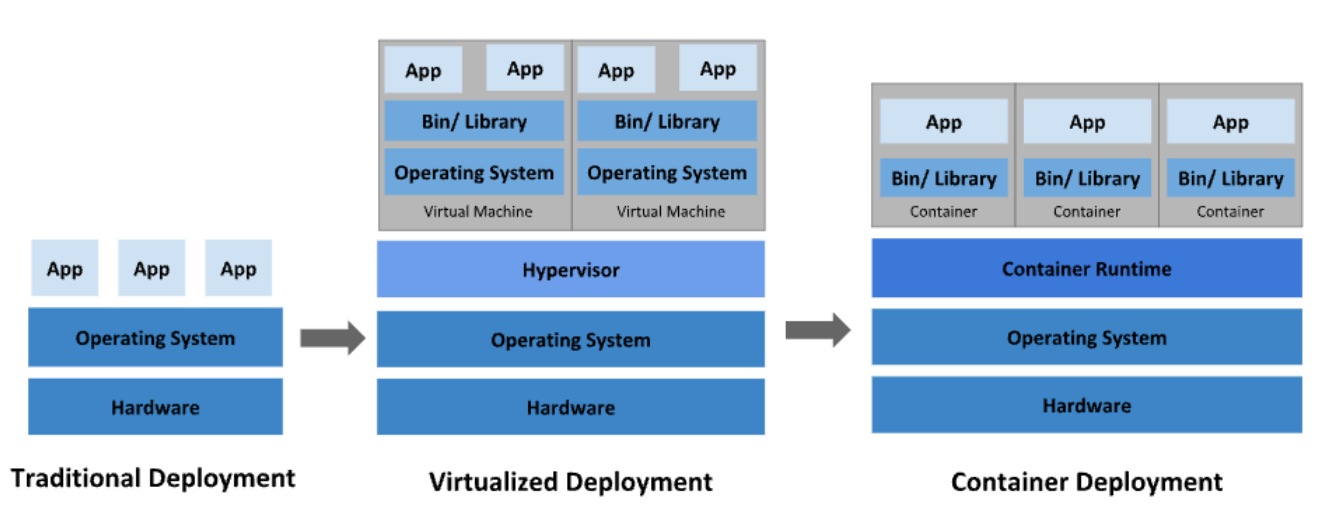 App
App
App
Operating System
Hardware
Traditional Deployment
App
App
App
App
Bin/ Library
Bin/ Library
Operating System
Operating System
Virtual Machine
Virtual Machine
Hypervisor
Operating System
Hardware
Virtualized Deployment
App
App
App
Bin/ Library
Bin/ Library
Bin/ Library
Container
Container
Container
Container Runtime
Operating System
Hardware
Container Deployment